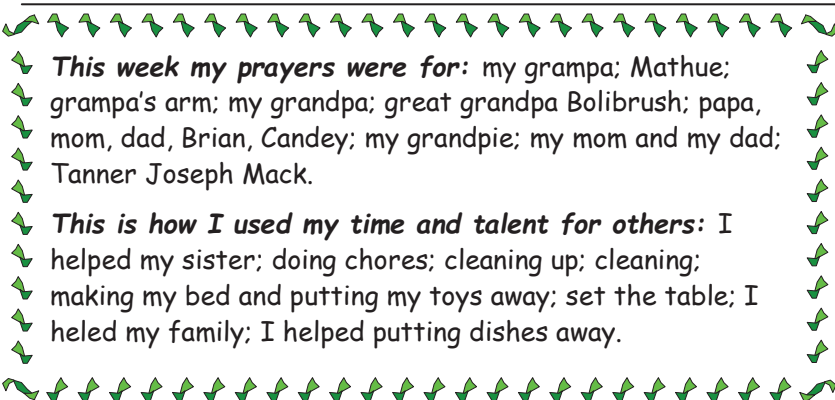 This week my prayers were for: my grampa; Mathue;
grampa's arm; my grandpa; great grandpa Bolibrush; papa,
mom, dad, Brian, Candey; my grandpie; my mom and my dad;
Tanner Joseph Mack.
This is how I used my time and talent for others: I
helped my sister; doing chores; cleaning up; cleaning;
making my bed and putting my toys away; set the table; I
heled my family; I helped putting dishes away.